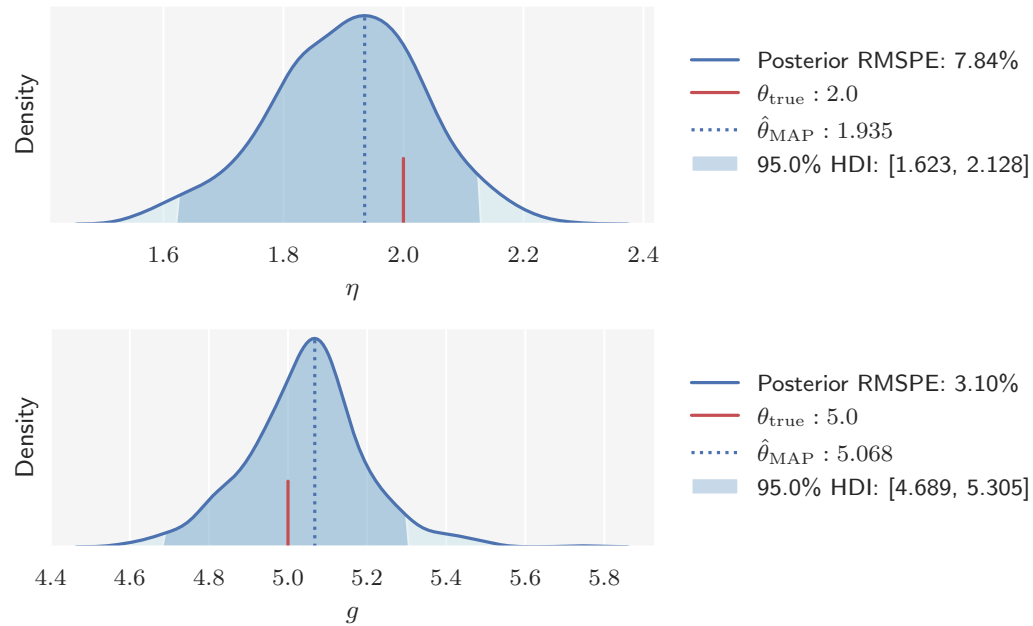 Density
1.6 1.8 2.0 2.2 2.4
η
Posterior RMSPE: 7.84%
θ_true : 2.0
θ̂_MAP : 1.935
95.0% HDI: [1.623, 2.128]
Density
4.4 4.6 4.8 5.0 5.2 5.4 5.6 5.8
g
Posterior RMSPE: 3.10%
θ_true : 5.0
θ̂_MAP : 5.068
95.0% HDI: [4.689, 5.305]